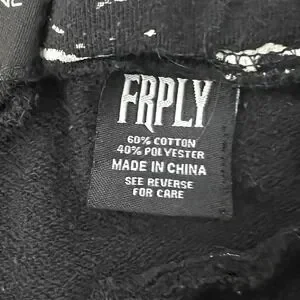 FRPLY
60% COTTON
40% POLYESTER
MADE IN CHINA
SEE REVERSE
FOR CARE